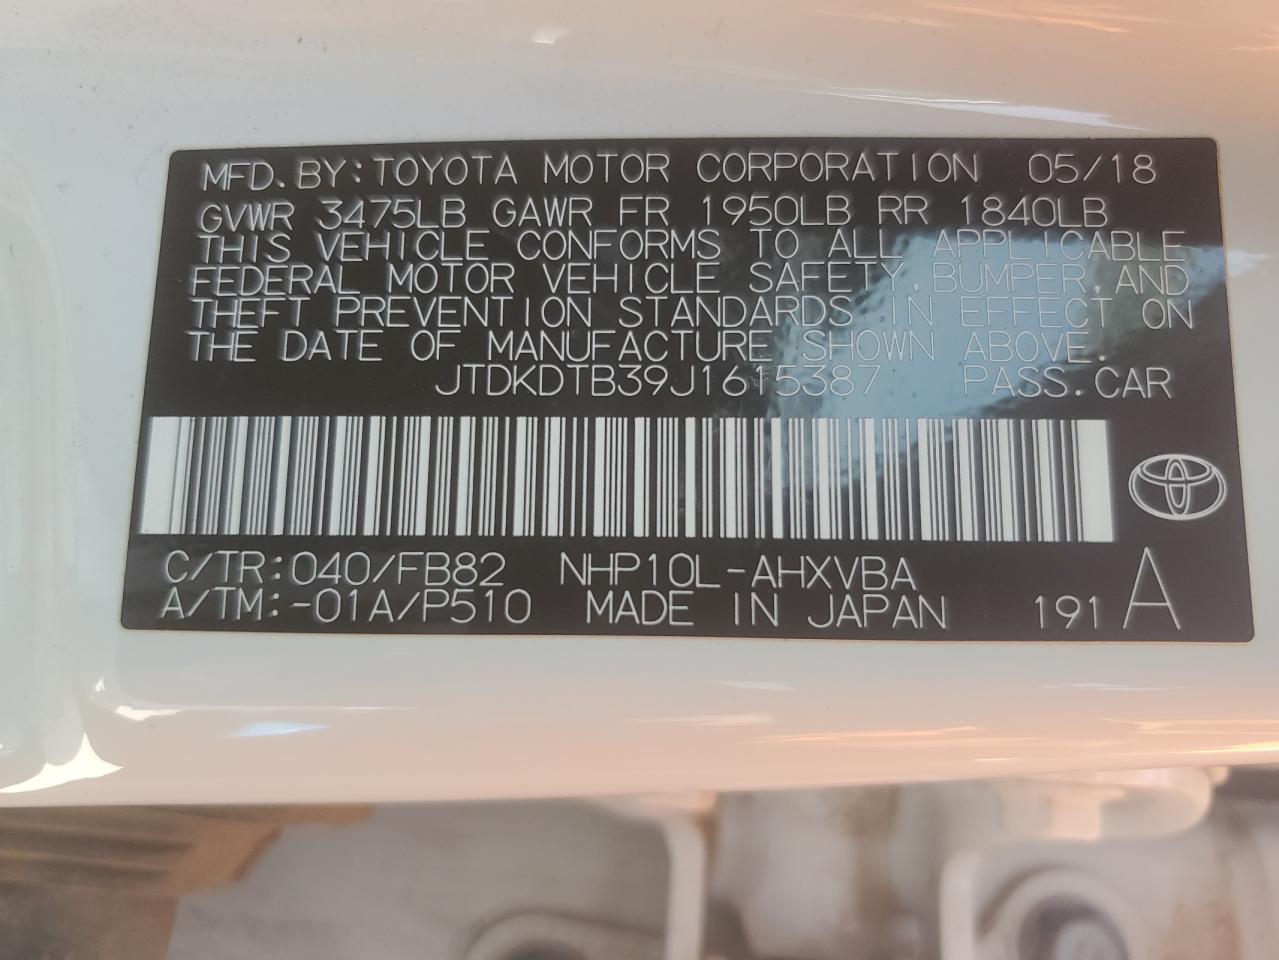 MFD.BY:TOYOTA MOTOR CORPORATION 05/18
GVWR 3475LB GAWR FR 1950LB RR 1840LB
THIS VEHICLE CONFORMS TO ALL APPLICABLE
FEDERAL MOTOR VEHICLE SAFETY,BUMPER,AND
THEFT PREVENTION STANDARDS IN EFFECT ON
THE DATE OF MANUFACTURE SHOWN ABOVE.
JTDKDTB39J1615387 PASS.CAR
C/TR:040/FB82 NHP10L-AHXVBA
A/TM:-01A/P510 MADE IN JAPAN 191 A